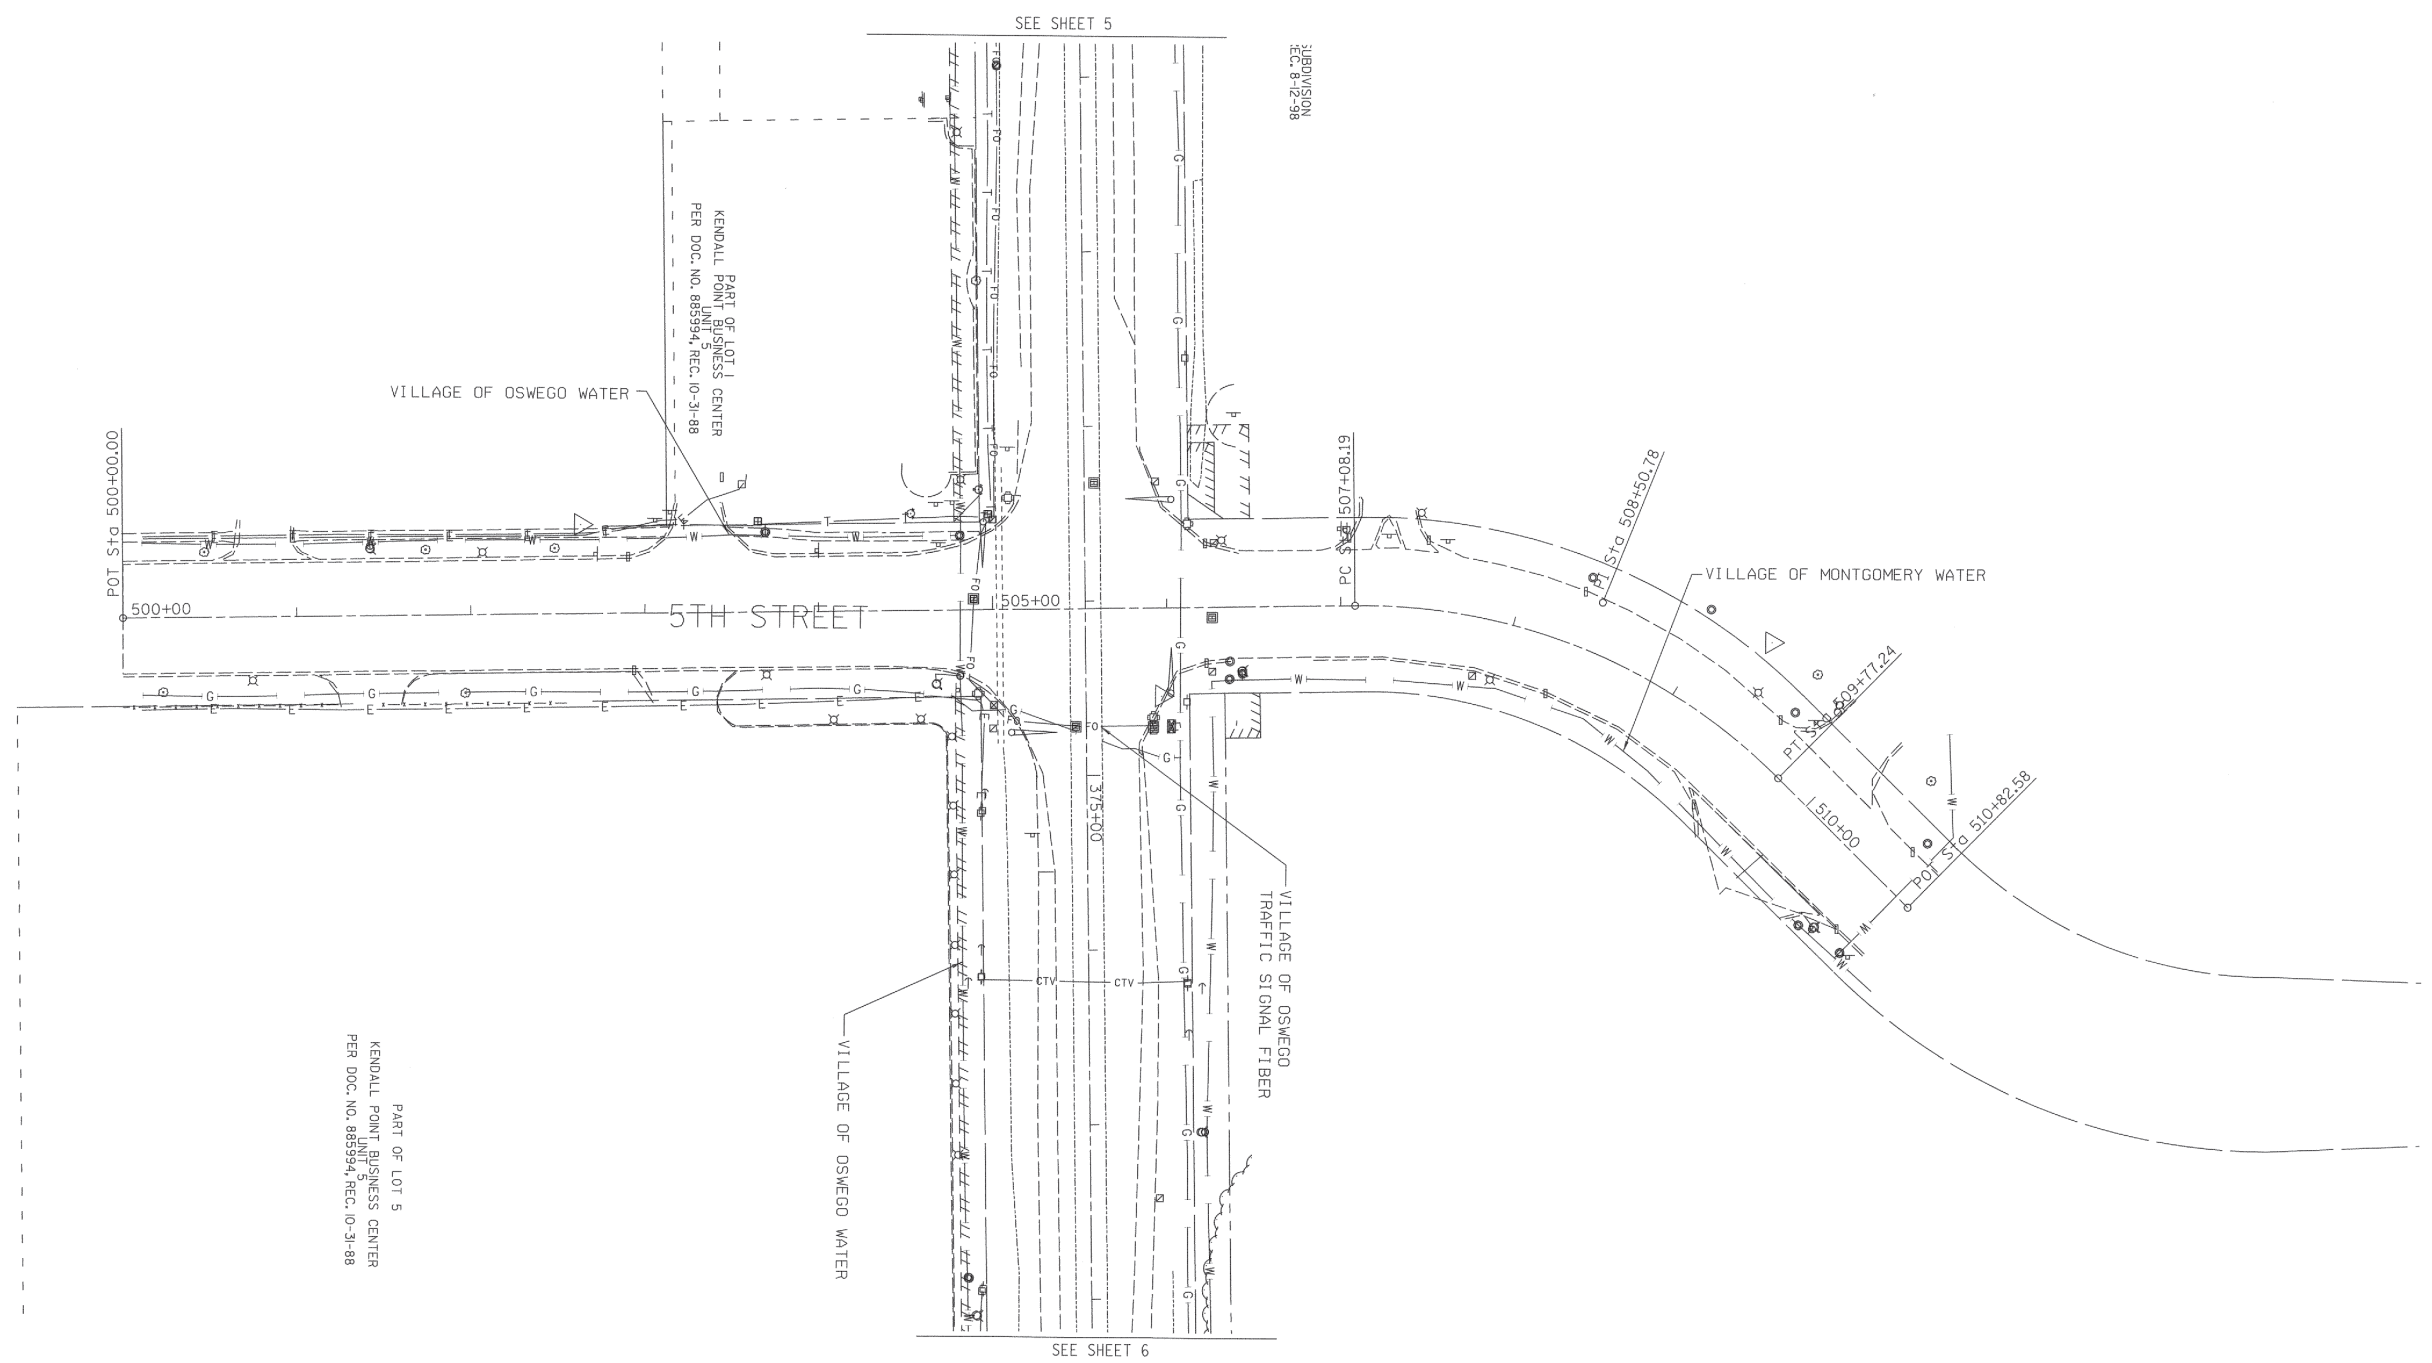 SEE SHEET 5
SUBDIVISION
EC. 8-12-98
PART OF LOT 1
KENDALL POINT BUSINESS CENTER
UNIT 5
PER DOC. NO. 885994, REC. 10-31-88
VILLAGE OF OSWEGO WATER
POT Sta 500+00.00
500+00
5TH STREET
505+00
PC Sta 507+08.19
PI Sta 508+50.78
VILLAGE OF MONTGOMERY WATER
PT Sta 509+77.24
510+00
POT Sta 510+82.58
375+00
VILLAGE OF OSWEGO
TRAFFIC SIGNAL FIBER
CTV
CTV
VILLAGE OF OSWEGO WATER
PART OF LOT 5
KENDALL POINT BUSINESS CENTER
UNIT 5
PER DOC. NO. 885994, REC. 10-31-88
SEE SHEET 6